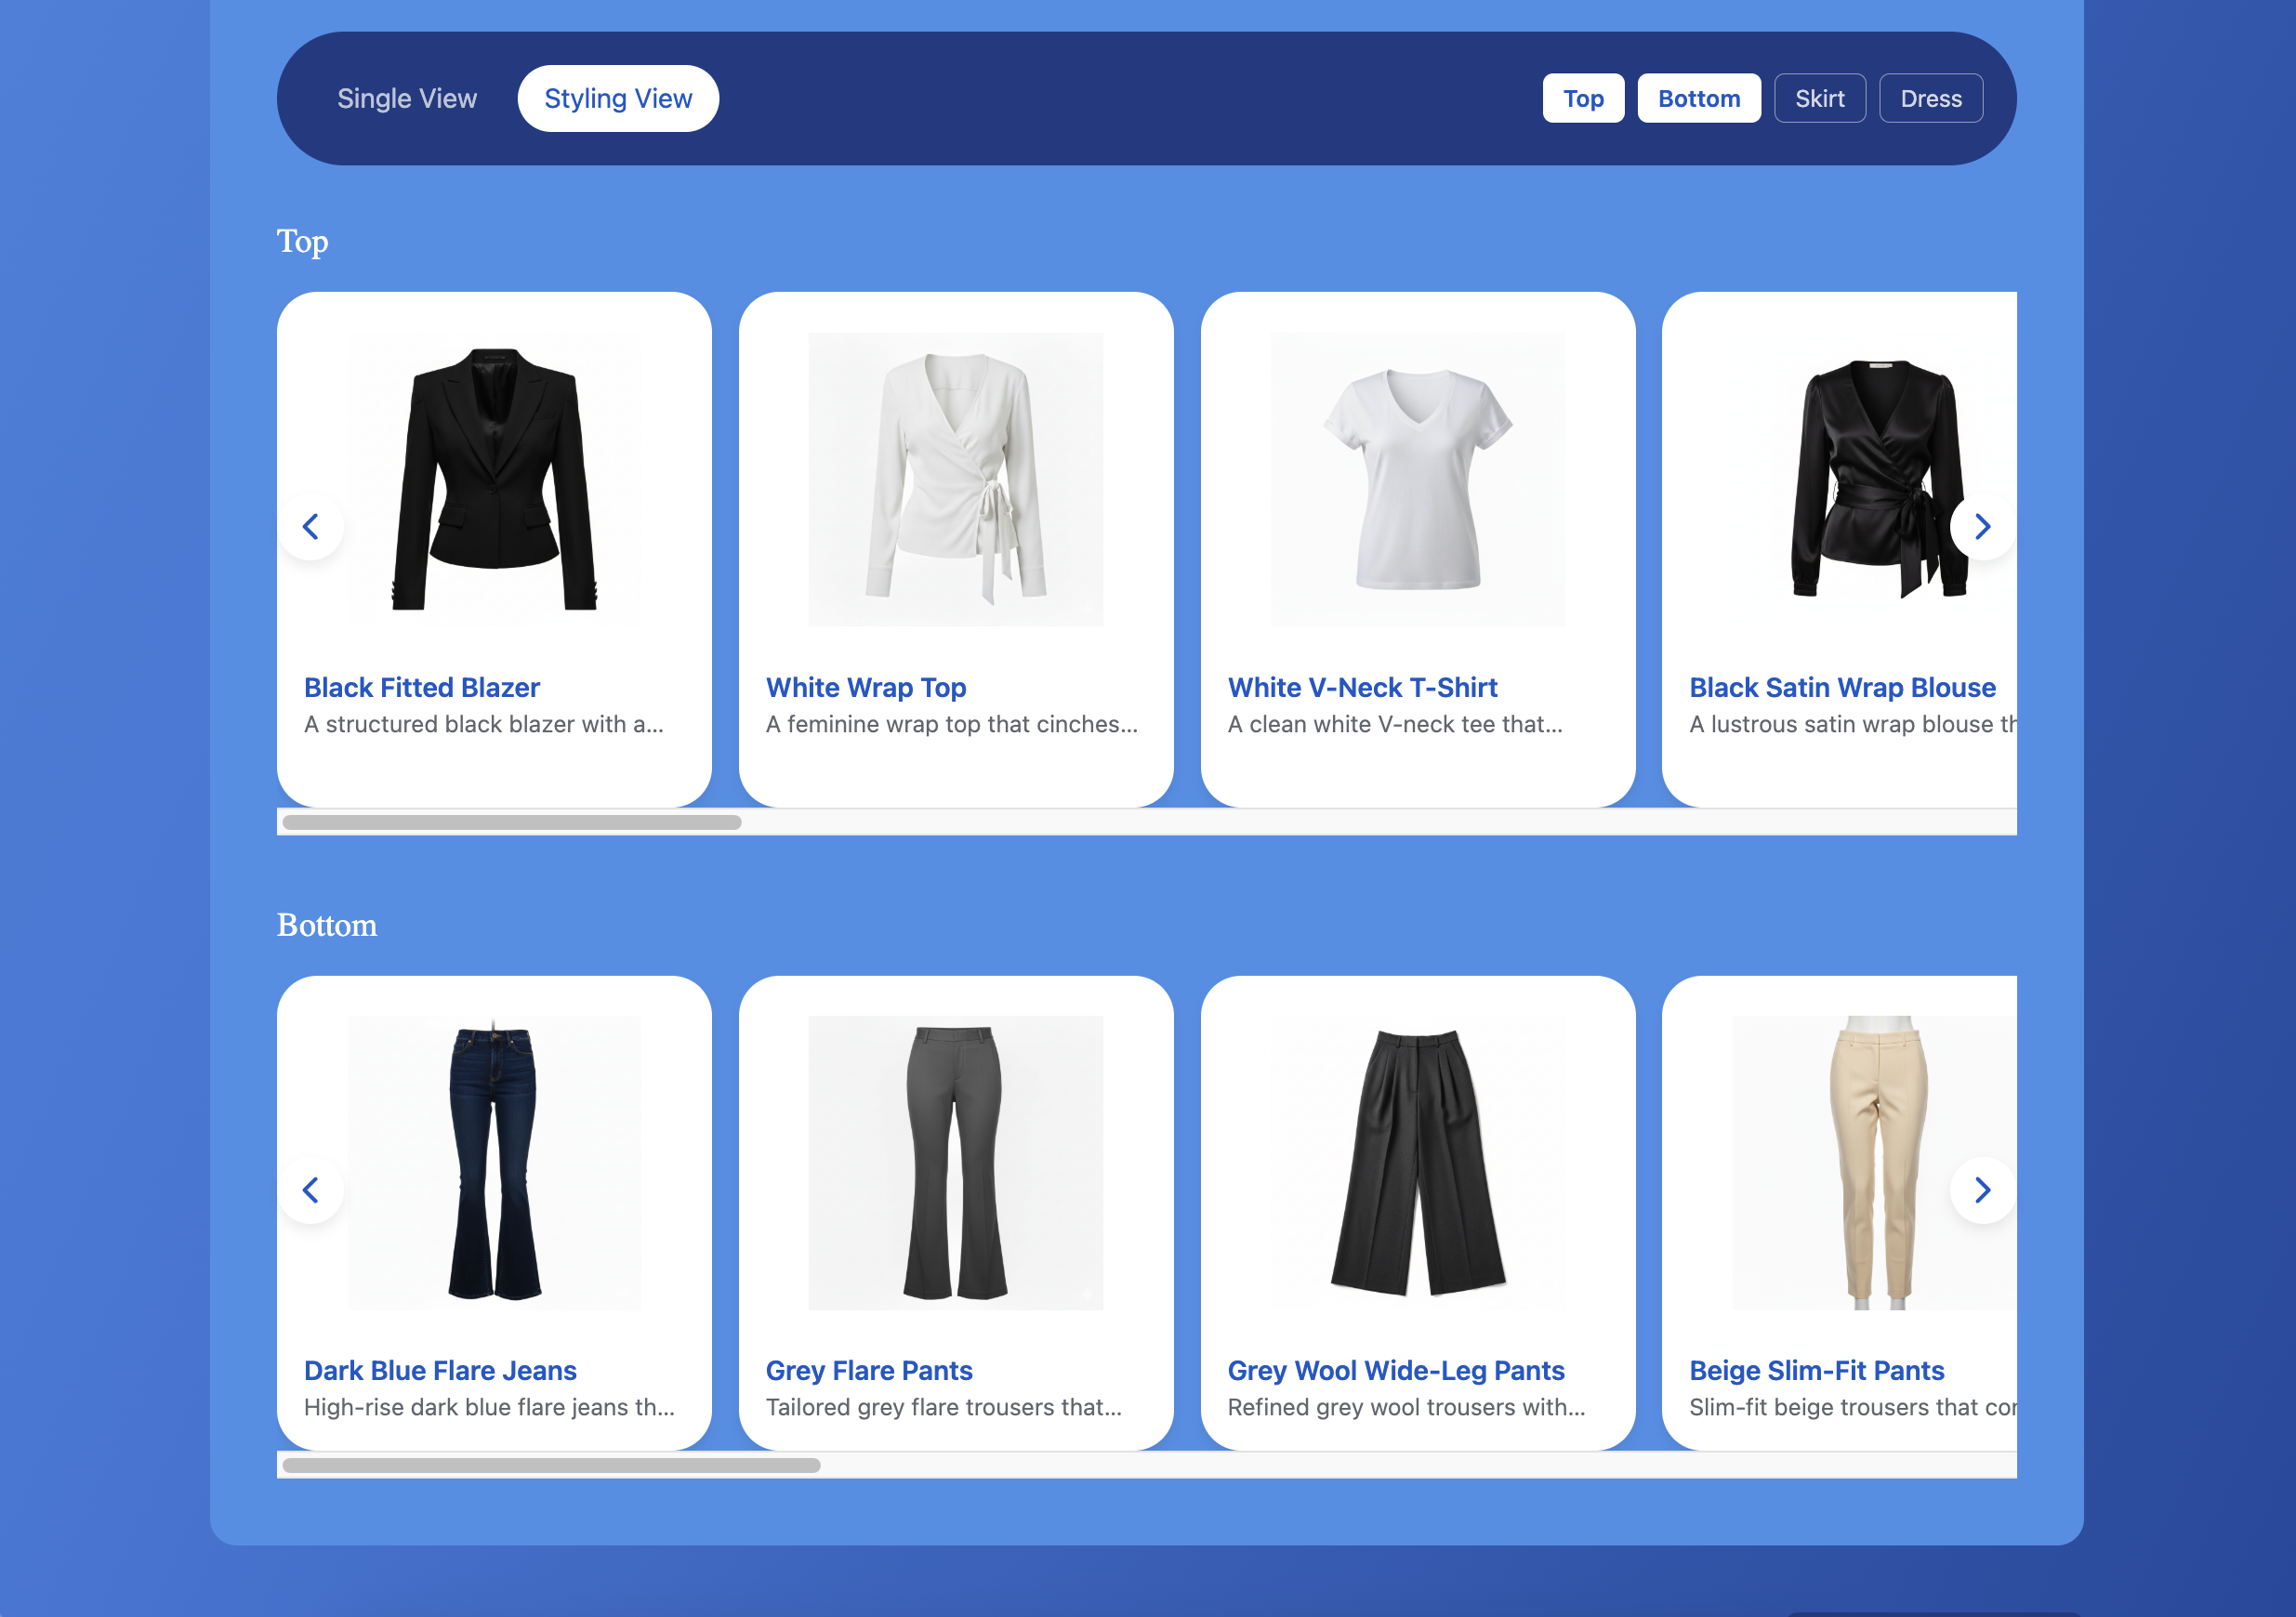 Single View
Styling View
Top
Bottom
Skirt
Dress
Top
Black Fitted Blazer
A structured black blazer with a...
White Wrap Top
A feminine wrap top that cinches...
White V-Neck T-Shirt
A clean white V-neck tee that...
Black Satin Wrap Blouse
A lustrous satin wrap blouse th
Bottom
Dark Blue Flare Jeans
High-rise dark blue flare jeans th...
Grey Flare Pants
Tailored grey flare trousers that...
Grey Wool Wide-Leg Pants
Refined grey wool trousers with...
Beige Slim-Fit Pants
Slim-fit beige trousers that cor